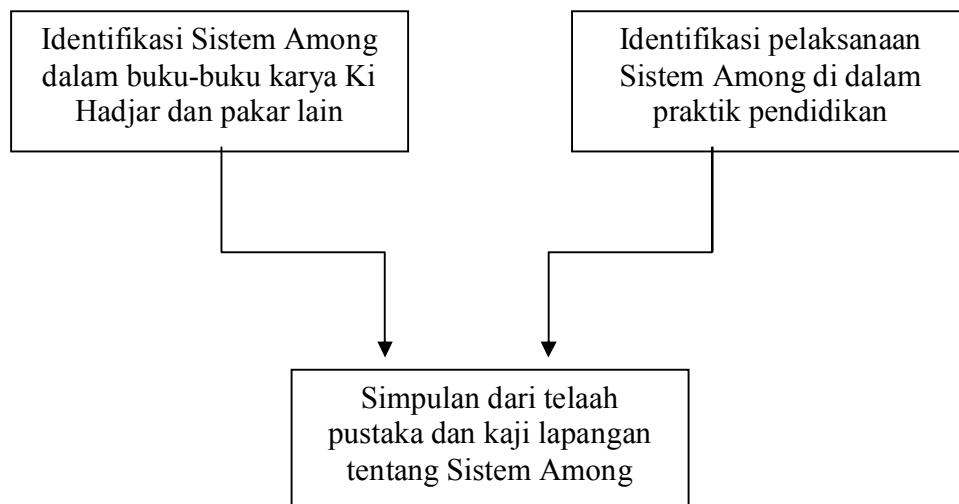 Identifikasi Sistem Among
dalam buku-buku karya Ki
Hadjar dan pakar lain
Identifikasi pelaksanaan
Sistem Among di dalam
praktik pendidikan
Simpulan dari telaah
pustaka dan kaji lapangan
tentang Sistem Among